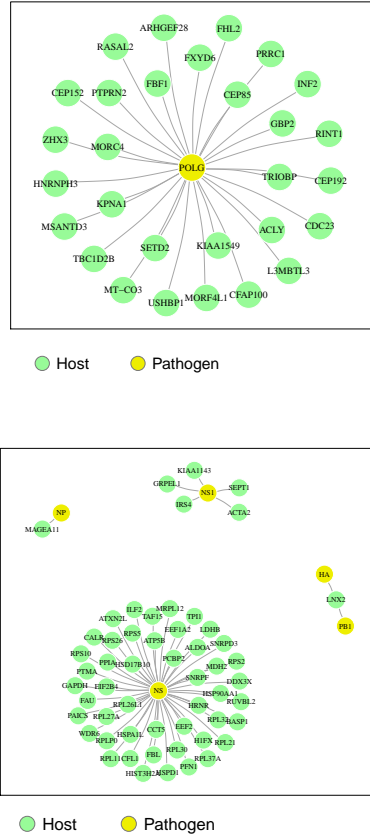 ARHGEF28
FHL2
RASAL2
FXYD6
PRRC1
FBF1
CEP152
PTPRN2
CEP85
INF2
GBP2
RINT1
ZHX3
MORC4
POLG
TRIOBP
CEP192
HNRNPH3
KPNA1
MSANTD3
ACLY
CDC23
SETD2
KIAA1549
TBC1D2B
L3MBTL3
MT−CO3
CFAP100
USHBP1
MORF4L1
Host Pathogen
KIAA1143
GRPEL1
NS1
SEPT1
IRS4
ACTA2
NP
MAGEA11
HA
LNX2
PB1
ILF2
MRPL12
ATXN2L
TAF15
TPI1
RPS5
EEF1A2
LDHB
CALR
RPS26
ATP5B
ALDOA
SNRPD3
RPS10
PPIA
HSD17B10
PCBP2
MDH2
RPS2
PTMA
SNRPF
DDX3X
GAPDH
EIF2B4
NS
HSP90AA1
FAU
RPL26L1
HRNR
RUVBL2
PAICS
RPL27A
RPL32
BASP1
WDR6
RPLP0
HSPA1L
CCT5
EEF2
H1FX
RPL21
RPL11
CFL1
FBL
RPL30
RPL37A
HIST3H2A
HSPD1
PFN1
Host Pathogen